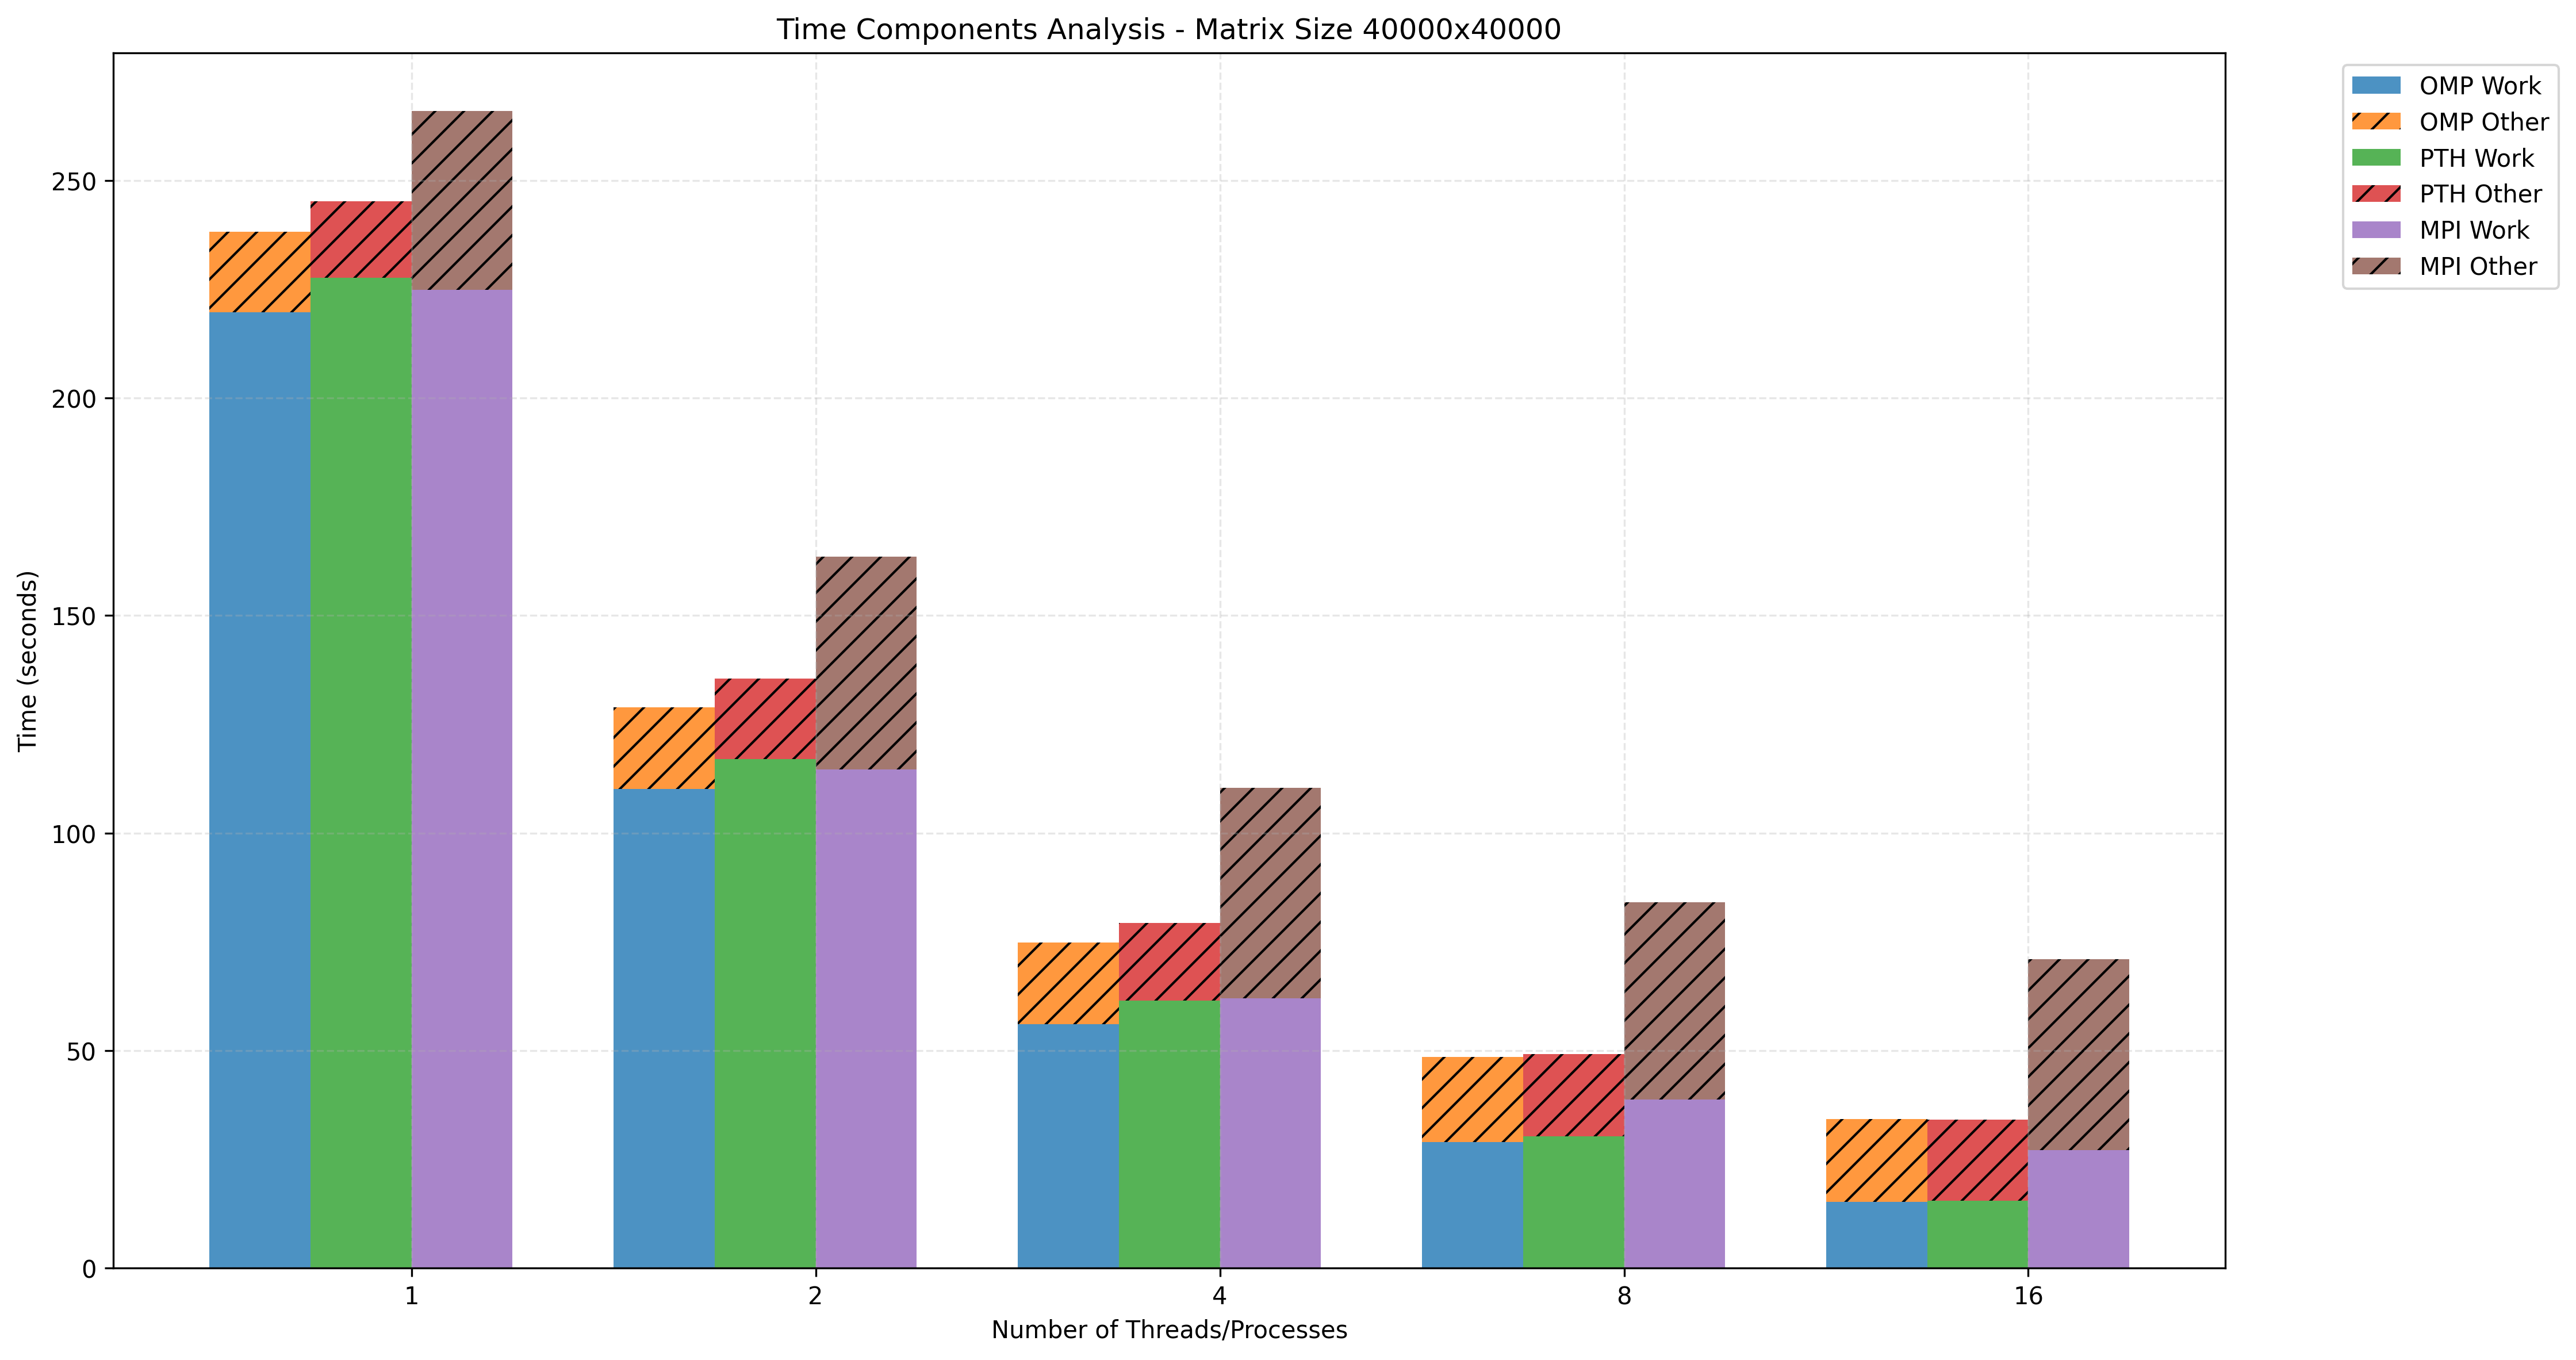 Time Components Analysis - Matrix Size 40000x40000
OMP Work
OMP Other
PTH Work
PTH Other
MPI Work
MPI Other
Time (seconds)
250
200
150
100
50
0
1 2 4 8 16
Number of Threads/Processes